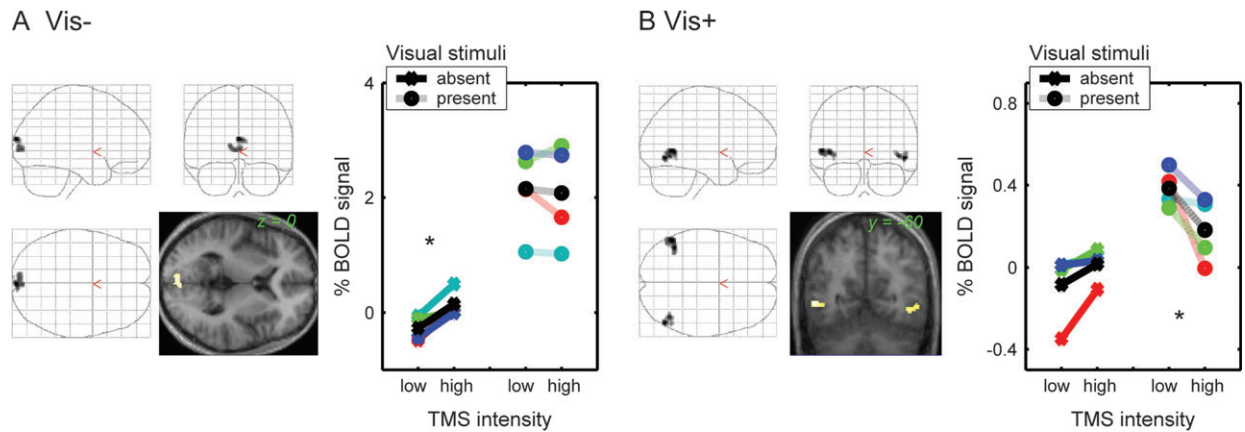 A Vis-
z = 0
Visual stimuli
absent
present
% BOLD signal
4
2
0
*
low high low high
TMS intensity
B Vis+
y = -60
Visual stimuli
absent
present
% BOLD signal
0.8
0.4
0
-0.4
*
low high low high
TMS intensity